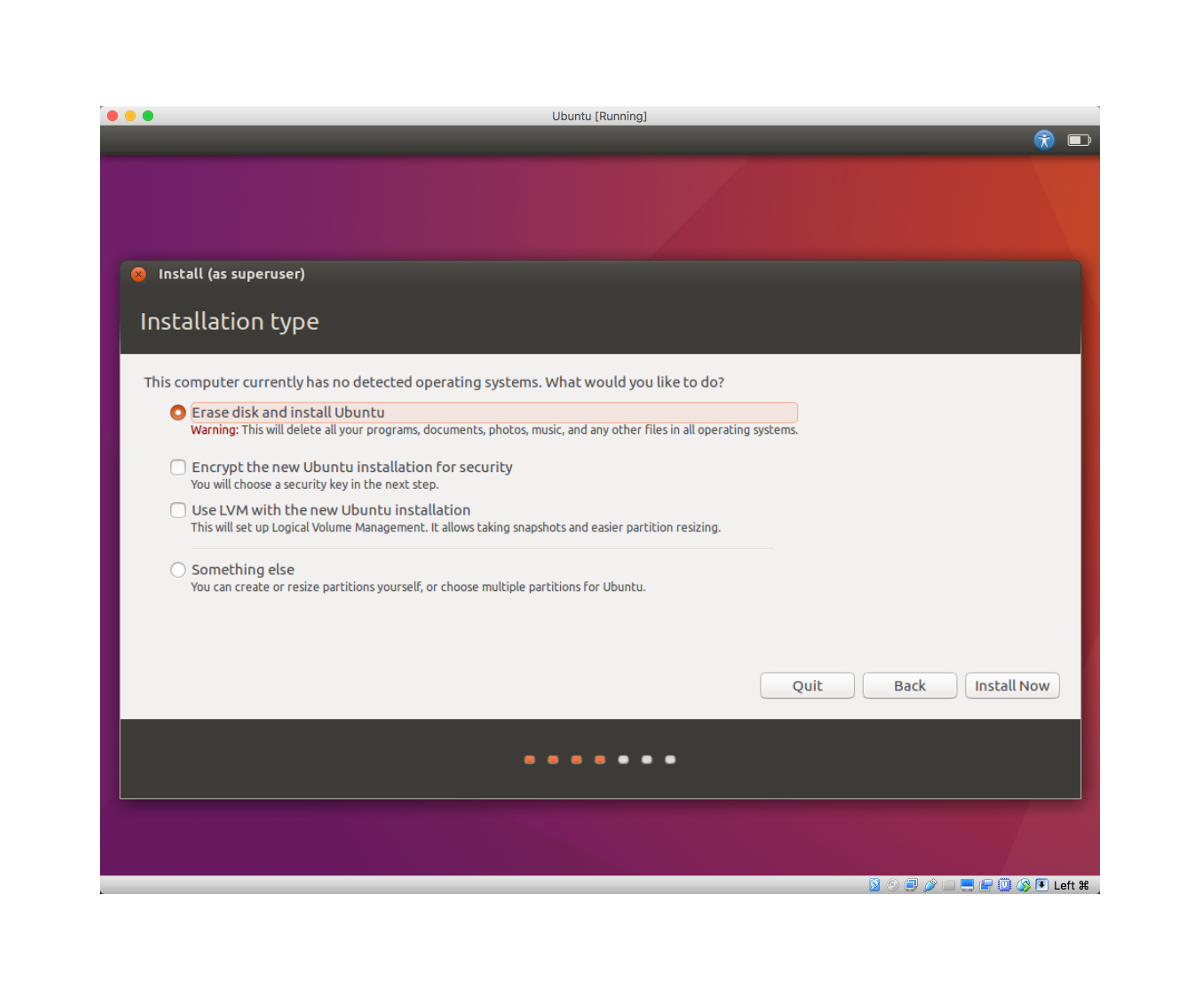 Ubuntu [Running]
Install (as superuser)
Installation type
This computer currently has no detected operating systems. What would you like to do?
Erase disk and install Ubuntu
Warning: This will delete all your programs, documents, photos, music, and any other files in all operating systems.
Encrypt the new Ubuntu installation for security
You will choose a security key in the next step.
Use LVM with the new Ubuntu installation
This will set up Logical Volume Management. It allows taking snapshots and easier partition resizing.
Something else
You can create or resize partitions yourself, or choose multiple partitions for Ubuntu.
Quit Back Install Now
Left ⌘